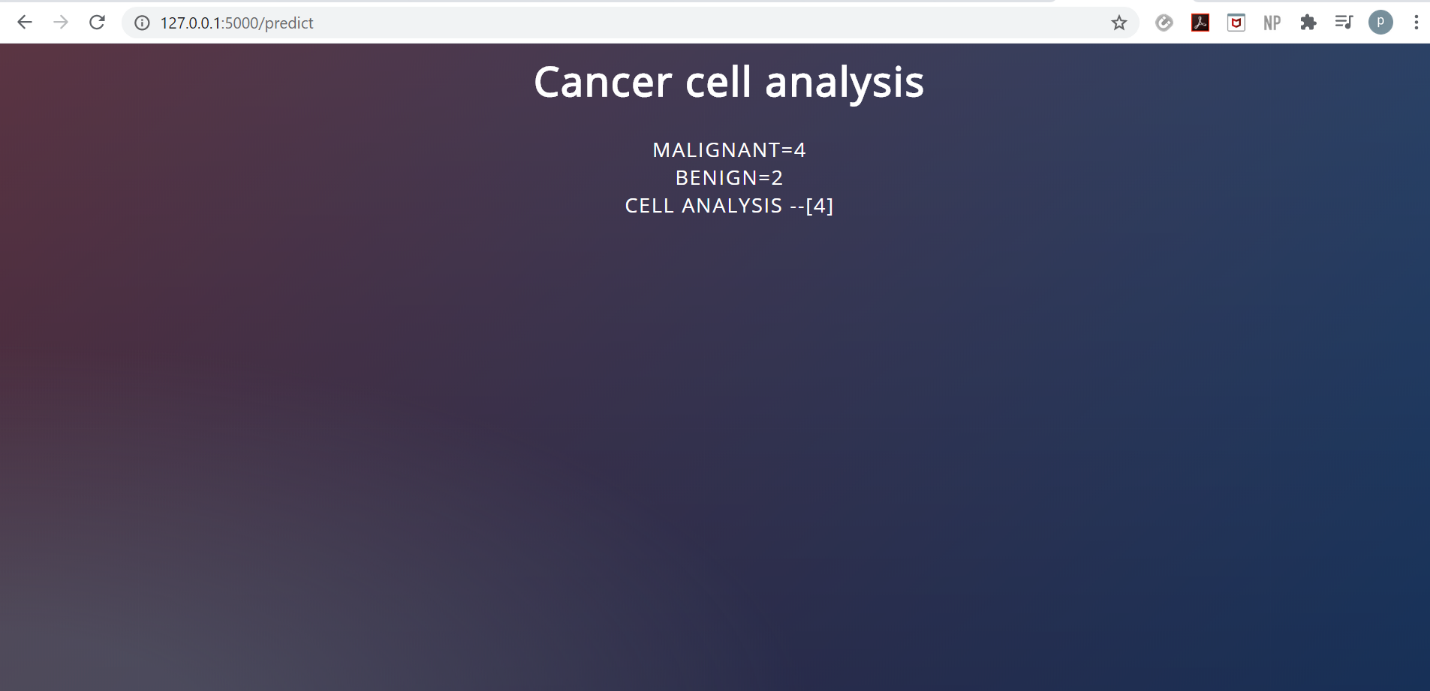 127.0.0.1:5000/predict
NP
P
Cancer cell analysis
MALIGNANT=4
BENIGN=2
CELL ANALYSIS --[4]